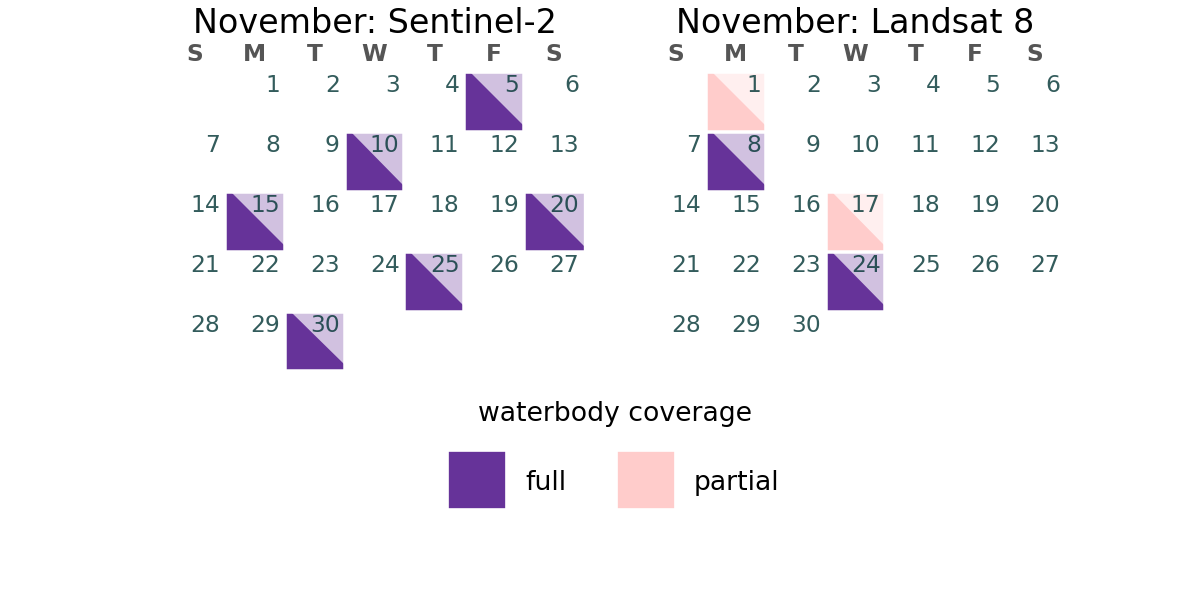 November: Sentinel-2
S M T W T F S
1 2 3 4 5 6
7 8 9 10 11 12 13
14 15 16 17 18 19 20
21 22 23 24 25 26 27
28 29 30
November: Landsat 8
S M T W T F S
1 2 3 4 5 6
7 8 9 10 11 12 13
14 15 16 17 18 19 20
21 22 23 24 25 26 27
28 29 30
waterbody coverage
full
partial